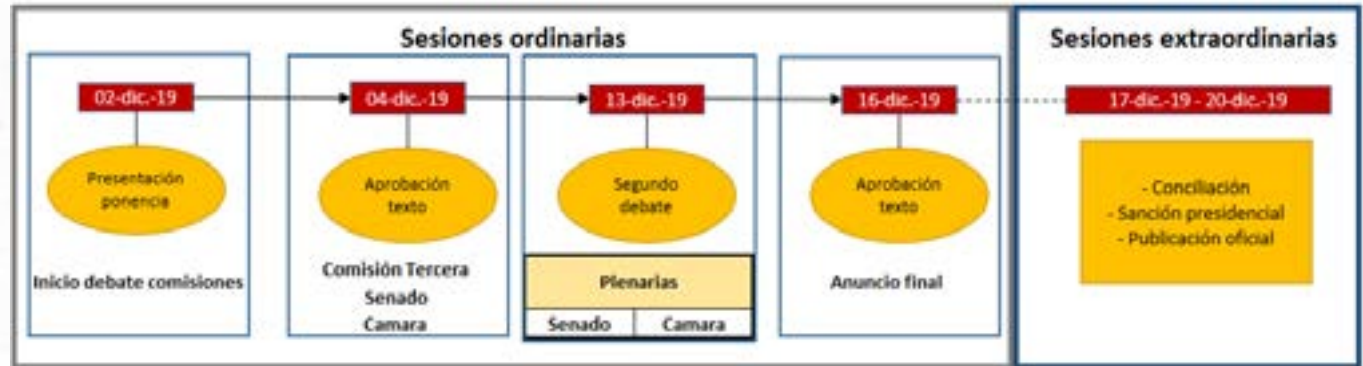 Sesiones ordinarias
02-dic.-19
Presentación
ponencia
Inicio debate comisiones
04-dic.-19
Aprobación
texto
Comisión Tercera
Senado
Camara
13-dic.-19
Segundo
debate
Plenarias
Senado
Camara
16-dic.-19
Aprobación
texto
Anuncio final
Sesiones extraordinarias
17-dic.-19 - 20-dic.-19
- Conciliación
- Sanción presidencial
- Publicación oficial